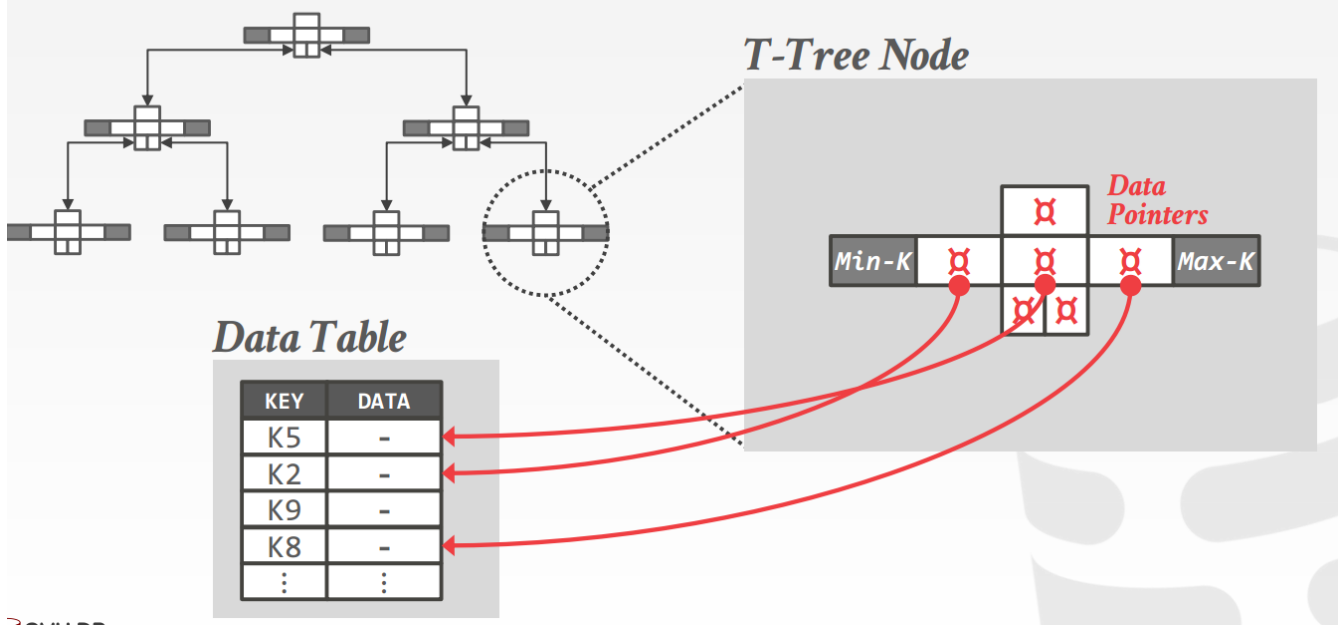 T-Tree Node
Data
Pointers
¤
Min-K ¤ ¤ ¤ Max-K
¤ ¤
Data Table
KEY DATA
K5 -
K2 -
K9 -
K8 -
⋮ ⋮